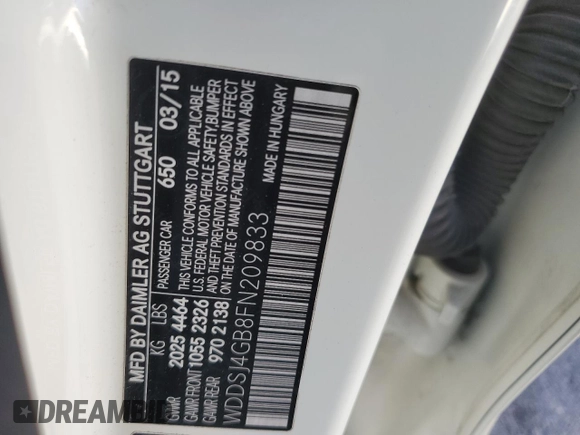 MFD BY DAIMLER AG STUTTGART
PASSENGER CAR 650 03/15
KG LBS
GVWR 2025 4464
GAWR FRONT 1055 2326
GAWR REAR 970 2138
THIS VEHICLE CONFORMS TO ALL APPLICABLE
U.S. FEDERAL MOTOR VEHICLE SAFETY,BUMPER
AND THEFT PREVENTION STANDARDS IN EFFECT
ON THE DATE OF MANUFACTURE SHOWN ABOVE
WDDSJ4GB8FN209833
MADE IN HUNGARY